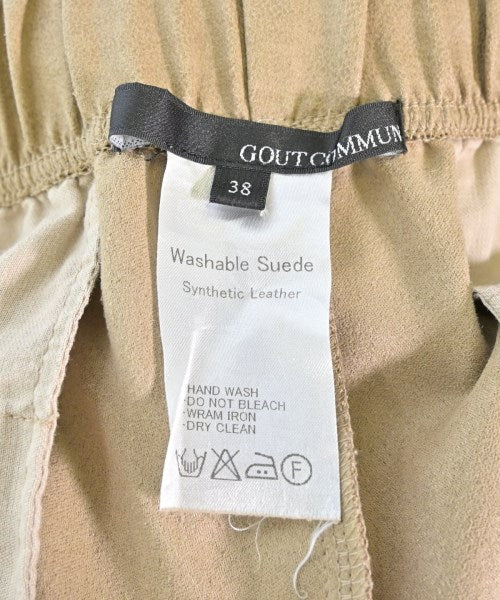 GOUT COMMUN
38
Washable Suede
Synthetic Leather
·HAND WASH
·DO NOT BLEACH
·WRAM IRON
·DRY CLEAN
F